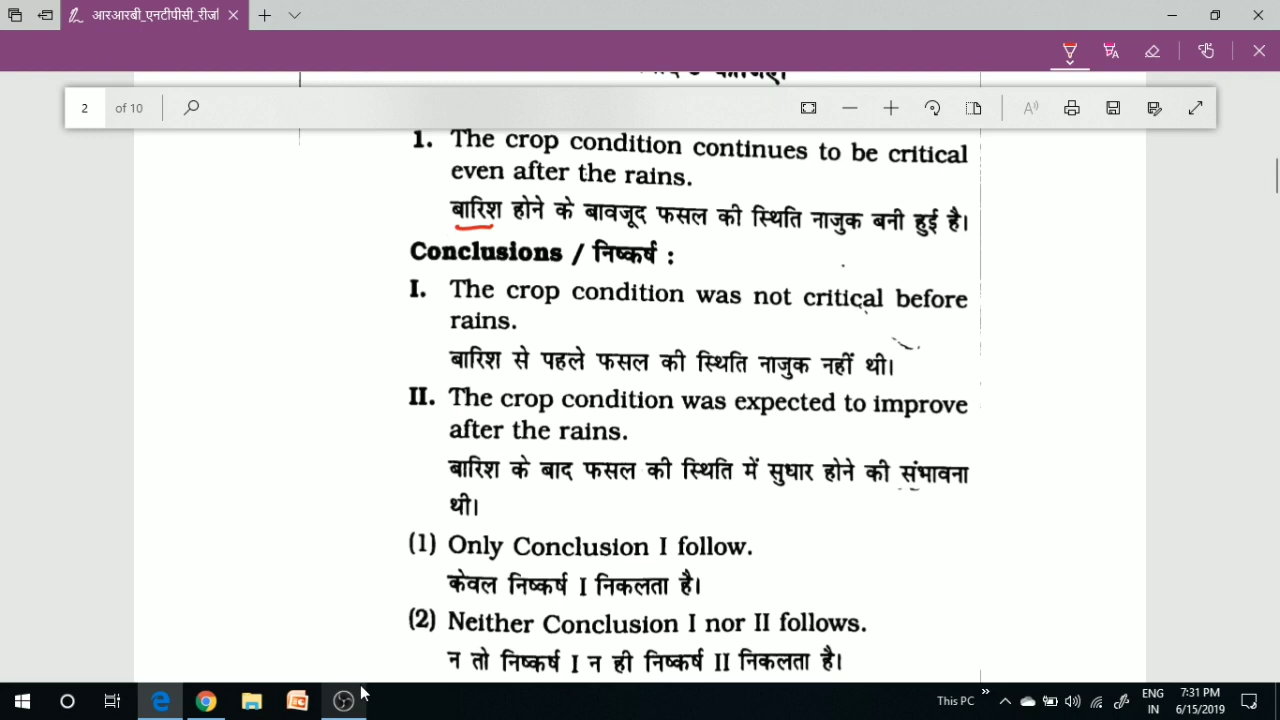 आरआरबी_एनटीपीसी_रीज
2 of 10
1. The crop condition continues to be critical
even after the rains.
बारिश होने के बावजूद फसल की स्थिति नाजुक बनी हुई है।
Conclusions / निष्कर्ष :
I. The crop condition was not critical before
rains.
बारिश से पहले फसल की स्थिति नाजुक नहीं थी।
II. The crop condition was expected to improve
after the rains.
बारिश के बाद फसल की स्थिति में सुधार होने की संभावना
थी।
(1) Only Conclusion I follow.
केवल निष्कर्ष I निकलता है।
(2) Neither Conclusion I nor II follows.
न तो निष्कर्ष I न ही निष्कर्ष II निकलता है।
This PC
ENG
IN
7:31 PM
6/15/2019